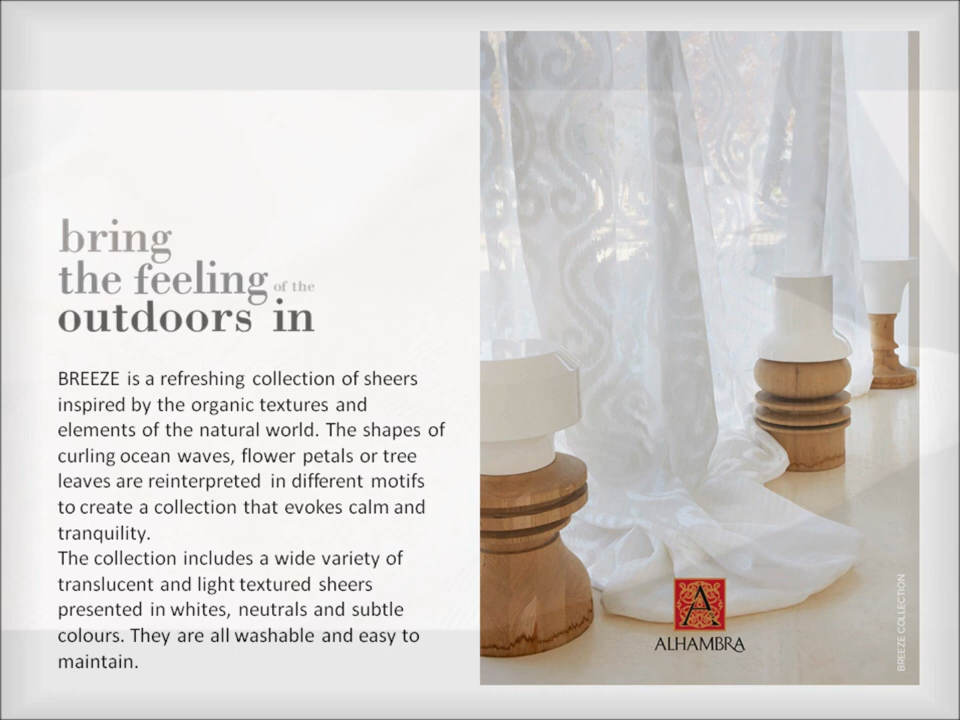 bring
the feeling of the
outdoors in
BREEZE is a refreshing collection of sheers
inspired by the organic textures and
elements of the natural world. The shapes of
curling ocean waves, flower petals or tree
leaves are reinterpreted in different motifs
to create a collection that evokes calm and
tranquility.
The collection includes a wide variety of
translucent and light textured sheers
presented in whites, neutrals and subtle
colours. They are all washable and easy to
maintain.
A
ALHAMBRA
BREEZE COLLECTION